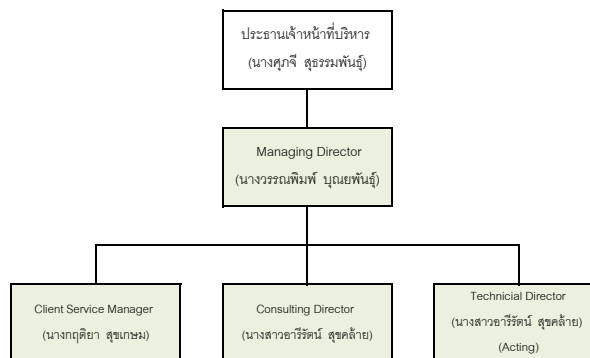 ประธานเจ้าหน้าที่บริหาร
(นางศุภจี สุธรรมพันธุ์)
Managing Director
(นางวรรณพิมพ์ บุณยพันธุ์)
Client Service Manager
(นางกฤติยา สุขเกษม)
Consulting Director
(นางสาวอารีรัตน์ สุขคล้าย)
Technicial Director
(นางสาวอารีรัตน์ สุขคล้าย)
(Acting)